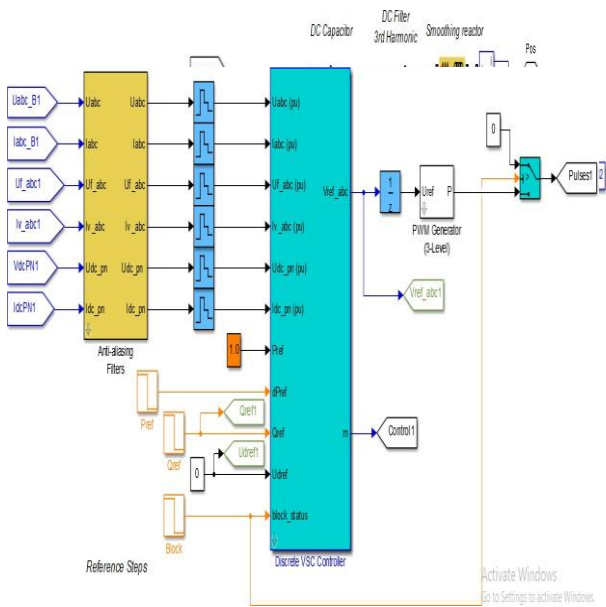 DC Capacitor
DC Filter
3rd Harmonic
Smoothing reactor
Pos
Uabc_B1
Iabc_B1
Uf_abc1
Iv_abc1
VdcPN1
IdcPN1
Uabc
Iabc
Uf_abc
Iv_abc
Udc_pn
Idc_pn
Uabc
Iabc
Uf_abc
Iv_abc
Udc_pn
Idc_pn
Anti-aliasing
Filters
Uabc (pu)
Iabc (pu)
Uf_abc (pu)
Iv_abc (pu)
Udc_pn (pu)
Idc_pn (pu)
Pref
dPref
Qref
Udref
block_status
Vref_abc
m
Discrete VSC Controller
1.0
Pref
Qref
Qref1
Udref1
0
Block
Reference Steps
1
z
Uref
P
PWM Generator
(3-Level)
0
>
Pulses1
2
Vref_abc1
Control1
Activate Windows
Go to Settings to activate Windows.